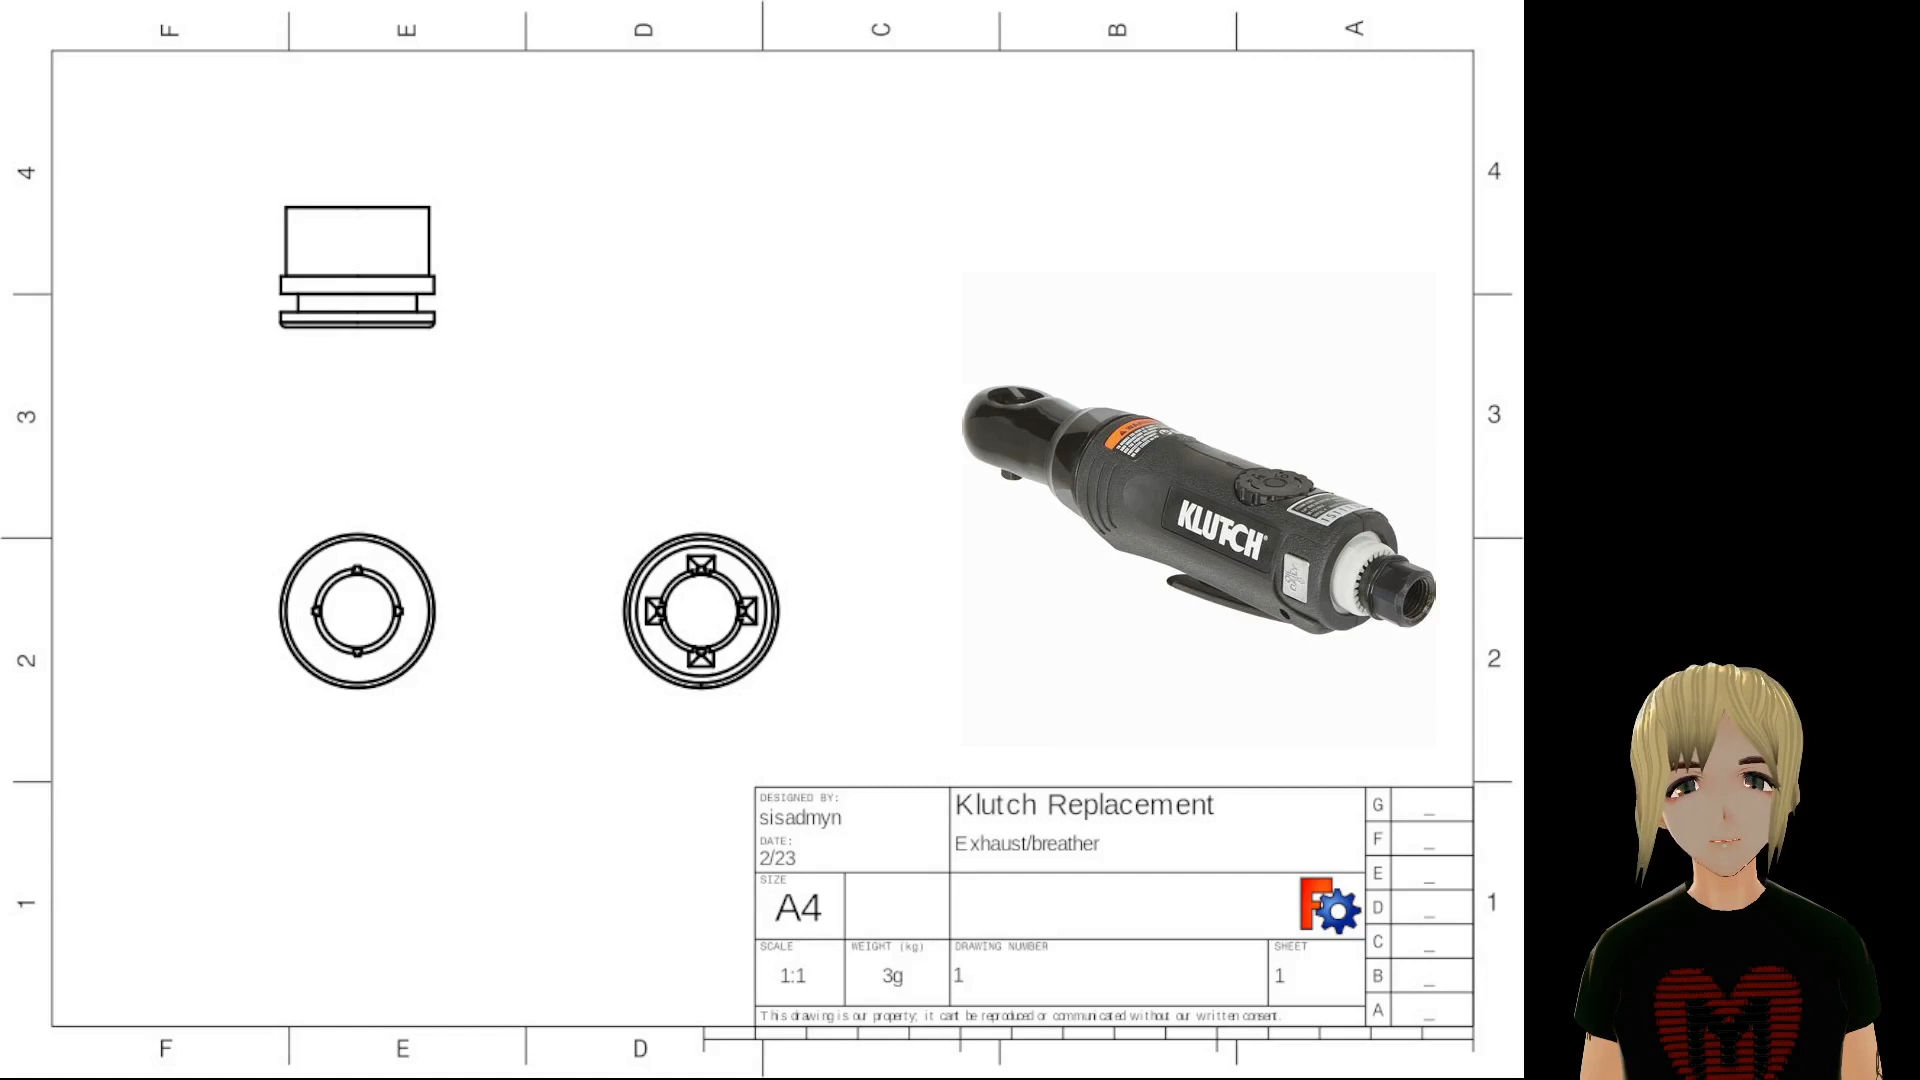 F E D C B A
4 4
3 3
2 2
1 1
KLUTCH
DESIGNED BY:
sisadmyn
DATE:
2/23
Klutch Replacement
Exhaust/breather
SIZE
A4
SCALE
1:1
WEIGHT (kg)
3g
DRAWING NUMBER
1
SHEET
1
This drawing is our property; it can't be reproduced or communicated without our written consent.
G _
F _
E _
D _
C _
B _
A _
F E D